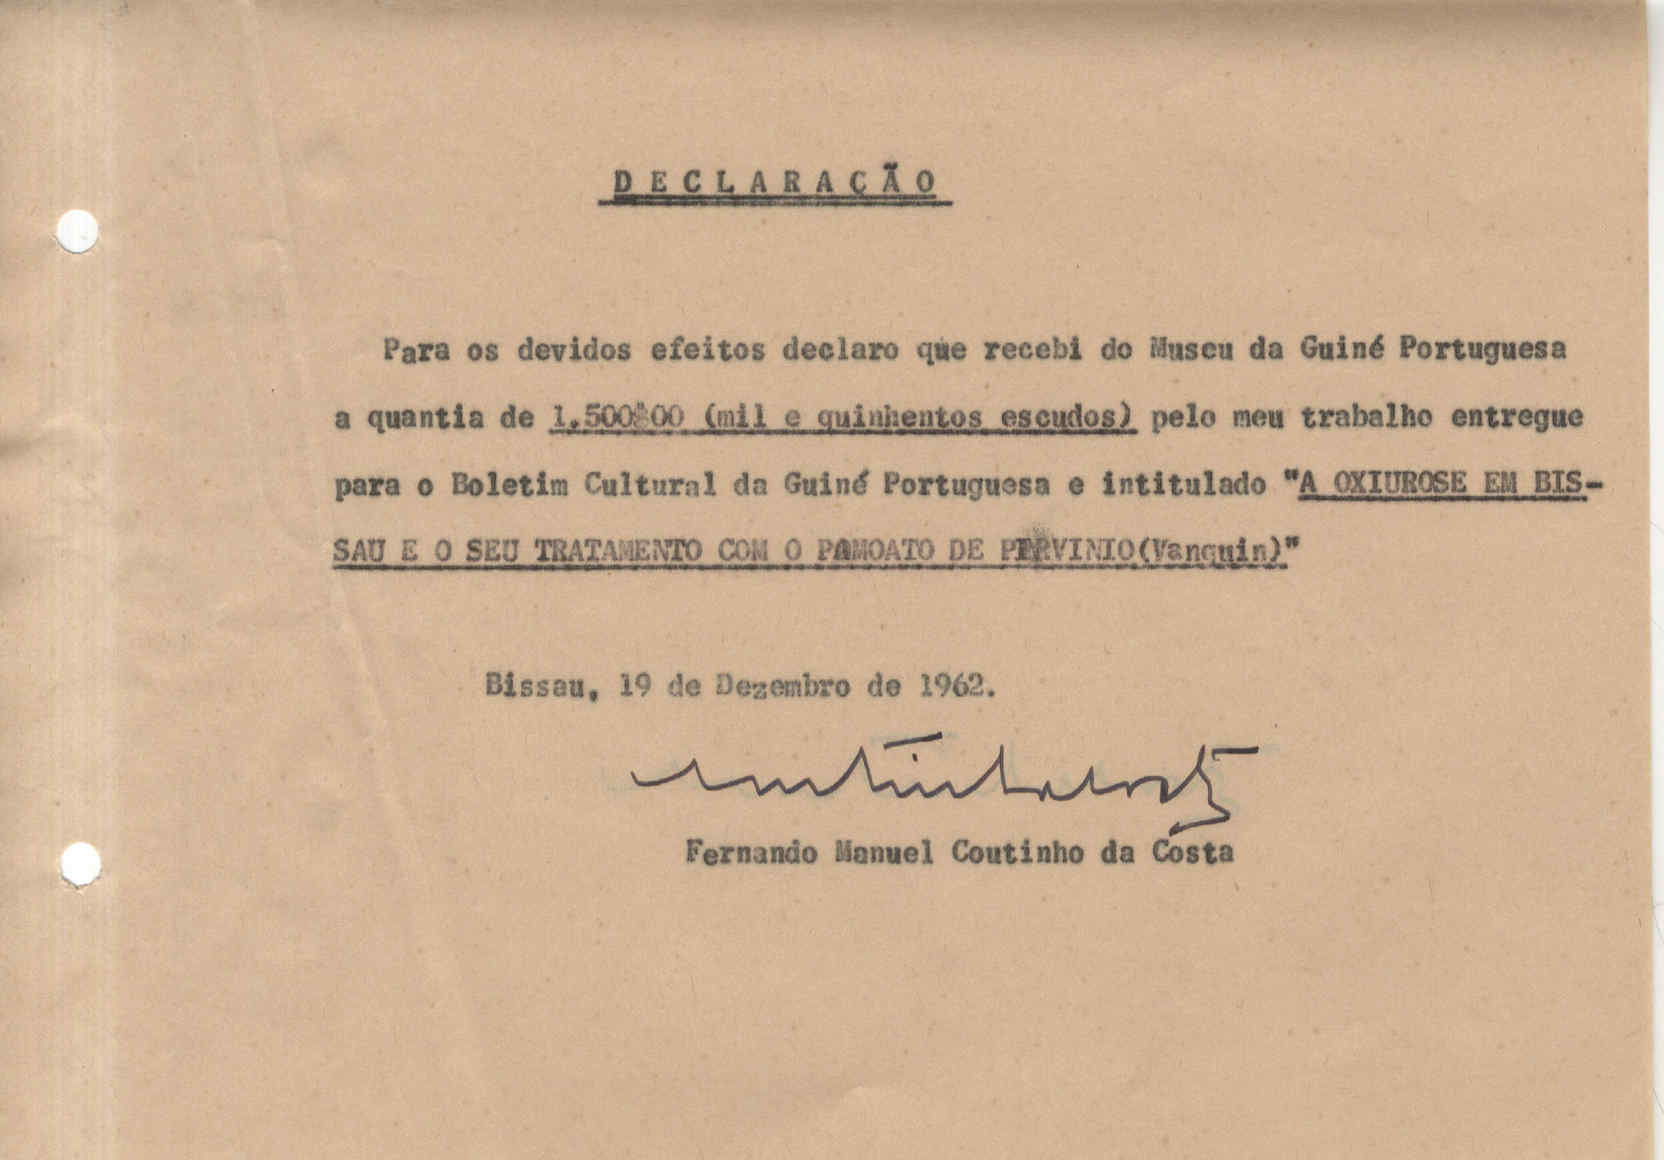 DECLARAÇÃO
Para os devidos efeitos declaro que recebi do Museu da Guiné Portuguesa
a quantia de 1.500$00 (mil e quinhentos escudos) pelo meu trabalho entregue
para o Boletim Cultural da Guiné Portuguesa e intitulado "A OXIUROSE EM BIS-
SAU E O SEU TRATAMENTO COM O PAMOATO DE PIRVINIO(Vanquin)"
Bissau, 19 de Dezembro de 1962.
Fernando Manuel Coutinho da Costa